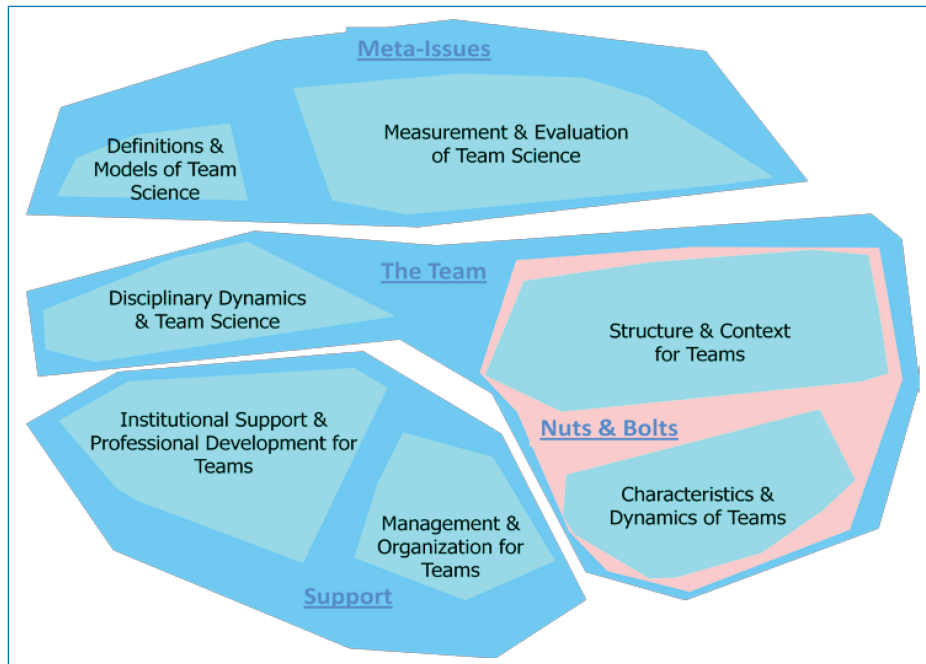 Meta-Issues
Definitions &
Models of Team
Science
Measurement & Evaluation
of Team Science
The Team
Disciplinary Dynamics
& Team Science
Structure & Context
for Teams
Nuts & Bolts
Characteristics &
Dynamics of Teams
Institutional Support &
Professional Development for
Teams
Management &
Organization for
Teams
Support